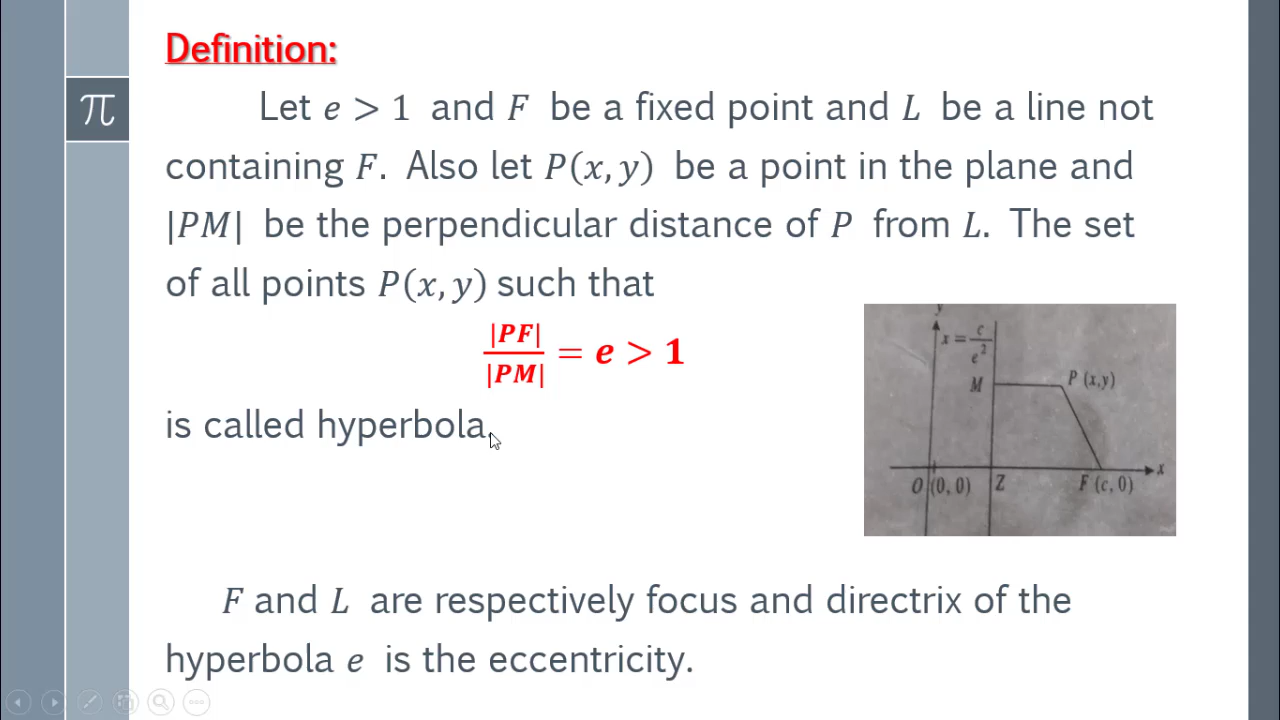 Definition:
π
Let e > 1 and F be a fixed point and L be a line not
containing F. Also let P(x, y) be a point in the plane and
|PM| be the perpendicular distance of P from L. The set
of all points P(x, y) such that
|PF|
|PM|
= e > 1
is called hyperbola.
y
x = c
e²
M
P (x,y)
x
O (0, 0)
Z
F (c, 0)
F and L are respectively focus and directrix of the
hyperbola e is the eccentricity.